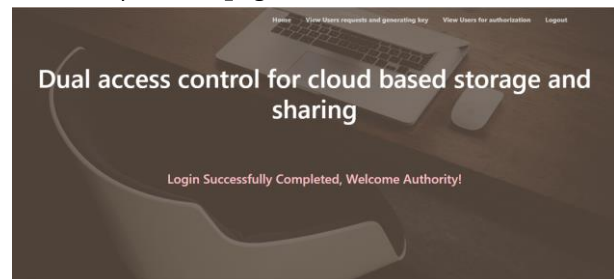 Home View Users requests and generating key View Users for authorization Logout
Dual access control for cloud based storage and
sharing
Login Successfully Completed, Welcome Authority!